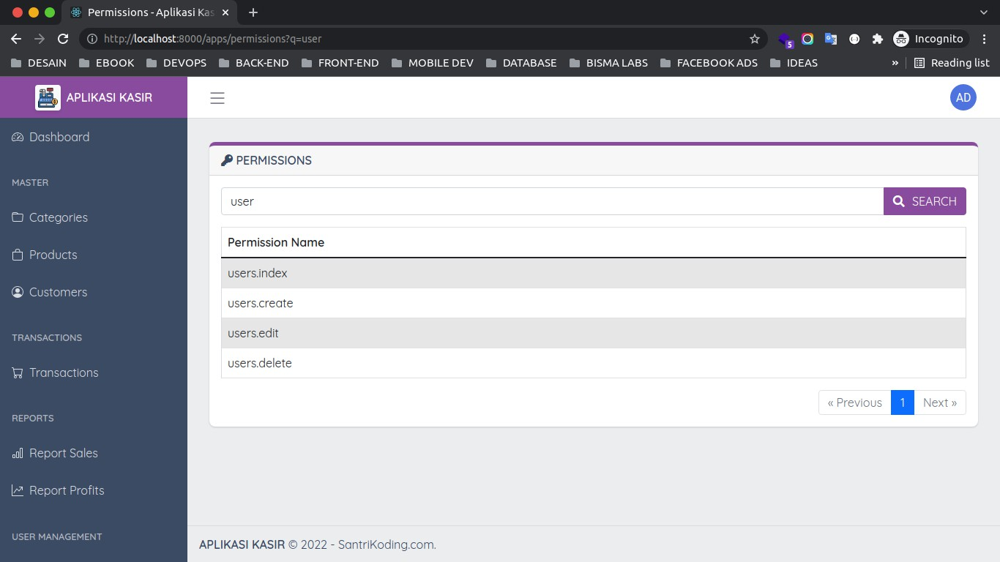 Permissions - Aplikasi Kas
http://localhost:8000/apps/permissions?q=user
5
Incognito
DESAIN EBOOK DEVOPS BACK-END FRONT-END MOBILE DEV DATABASE BISMA LABS FACEBOOK ADS IDEAS » Reading list
APLIKASI KASIR
AD
Dashboard
MASTER
Categories
Products
Customers
TRANSACTIONS
Transactions
REPORTS
Report Sales
Report Profits
USER MANAGEMENT
PERMISSIONS
user
SEARCH
Permission Name
users.index
users.create
users.edit
users.delete
« Previous 1 Next »
APLIKASI KASIR © 2022 - SantriKoding.com.